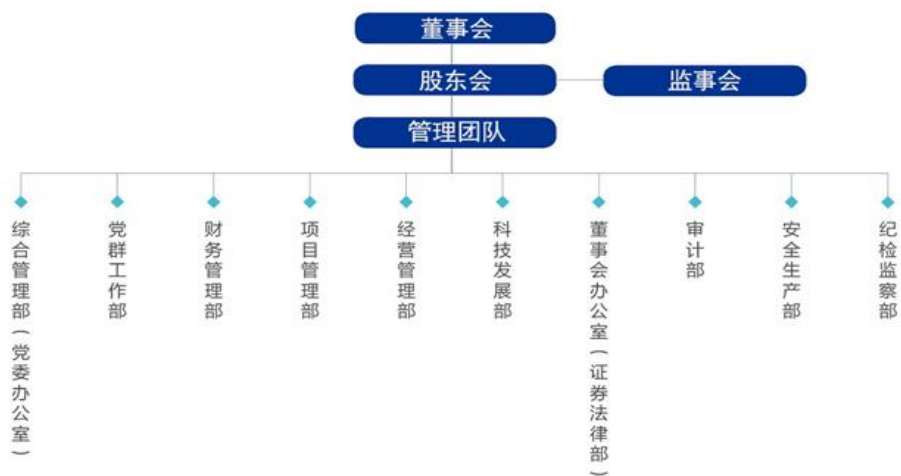 董事会
股东会
监事会
管理团队
综合管理部(党委办公室)
党群工作部
财务管理部
项目管理部
经营管理部
科技发展部
董事会办公室(证券法律部)
审计部
安全生产部
纪检监察部